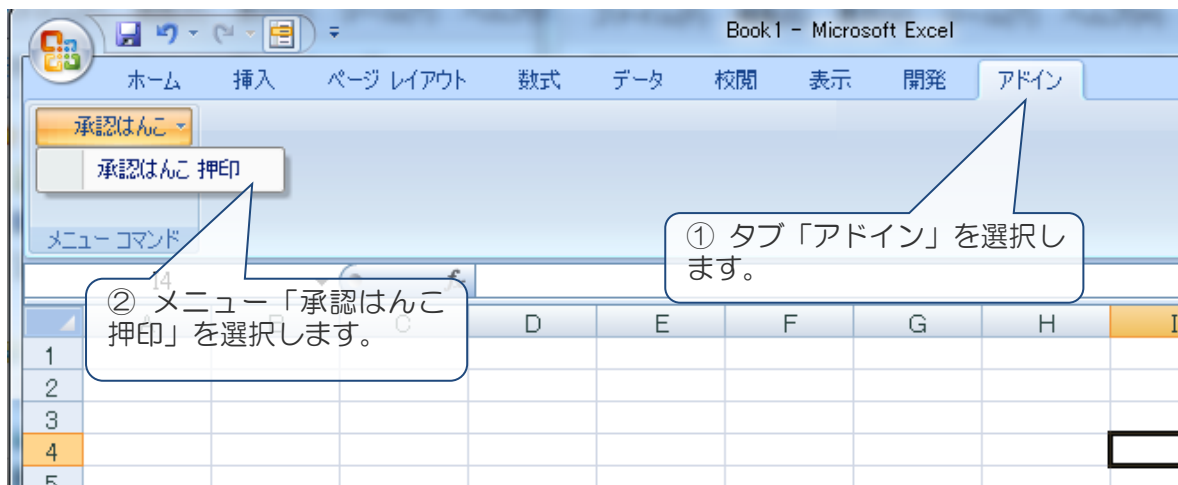 Book1 - Microsoft Excel
ホーム 挿入 ページ レイアウト 数式 データ 校閲 表示 開発 アドイン
承認はんこ
承認はんこ 押印
メニュー コマンド
① タブ「アドイン」を選択し
ます。
I4
② メニュー「承認はんこ
押印」を選択します。
A B C D E F G H I
1
2
3
4
5